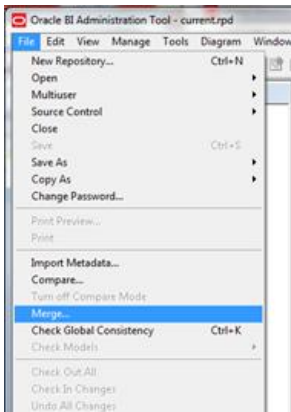 Oracle BI Administration Tool - current.rpd
File Edit View Manage Tools Diagram Window
New Repository... Ctrl+N
Open
Multiuser
Source Control
Close
Save Ctrl+S
Save As
Copy As
Change Password...
Print Preview...
Print
Import Metadata...
Compare...
Turn off Compare Mode
Merge...
Check Global Consistency Ctrl+K
Check Models
Check Out All
Check In Changes
Undo All Changes